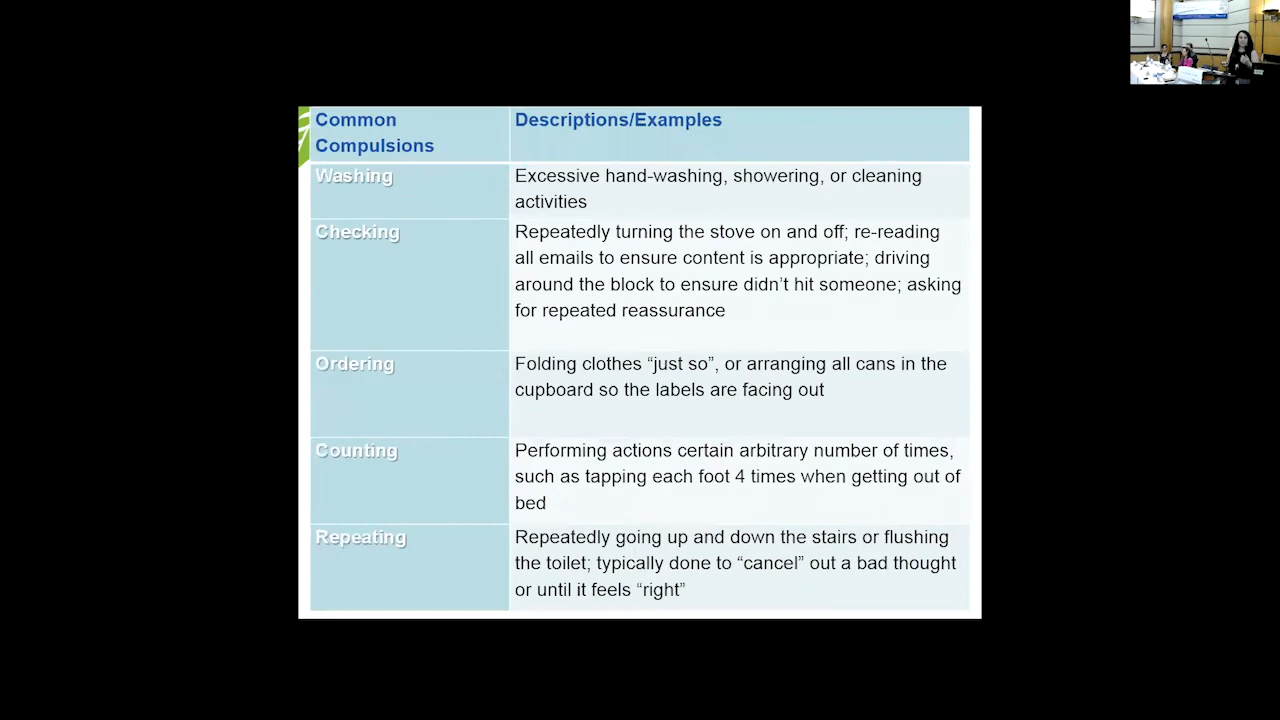 Common
Compulsions
Descriptions/Examples
Washing
Excessive hand-washing, showering, or cleaning
activities
Checking
Repeatedly turning the stove on and off; re-reading
all emails to ensure content is appropriate; driving
around the block to ensure didn’t hit someone; asking
for repeated reassurance
Ordering
Folding clothes “just so”, or arranging all cans in the
cupboard so the labels are facing out
Counting
Performing actions certain arbitrary number of times,
such as tapping each foot 4 times when getting out of
bed
Repeating
Repeatedly going up and down the stairs or flushing
the toilet; typically done to “cancel” out a bad thought
or until it feels “right”